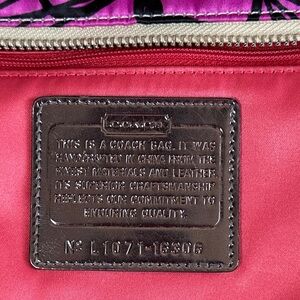 COACH
THIS IS A COACH BAG. IT WAS
HANDCRAFTED IN CHINA FROM THE
FINEST MATERIALS AND LEATHER.
ITS SUPERIOR CRAFTSMANSHIP
REFLECTS OUR COMMITMENT TO
ENDURING QUALITY.
Nº L1071-16306